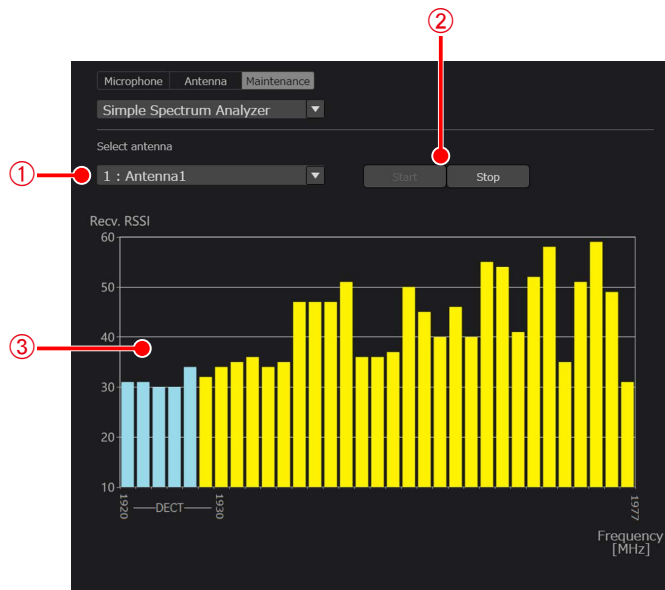 ②
Microphone Antenna Maintenance
Simple Spectrum Analyzer
Select antenna
①
1 : Antenna1
Start Stop
Recv. RSSI
60
50
40
③
30
20
10
1920
DECT
1930
1977
Frequency
[MHz]